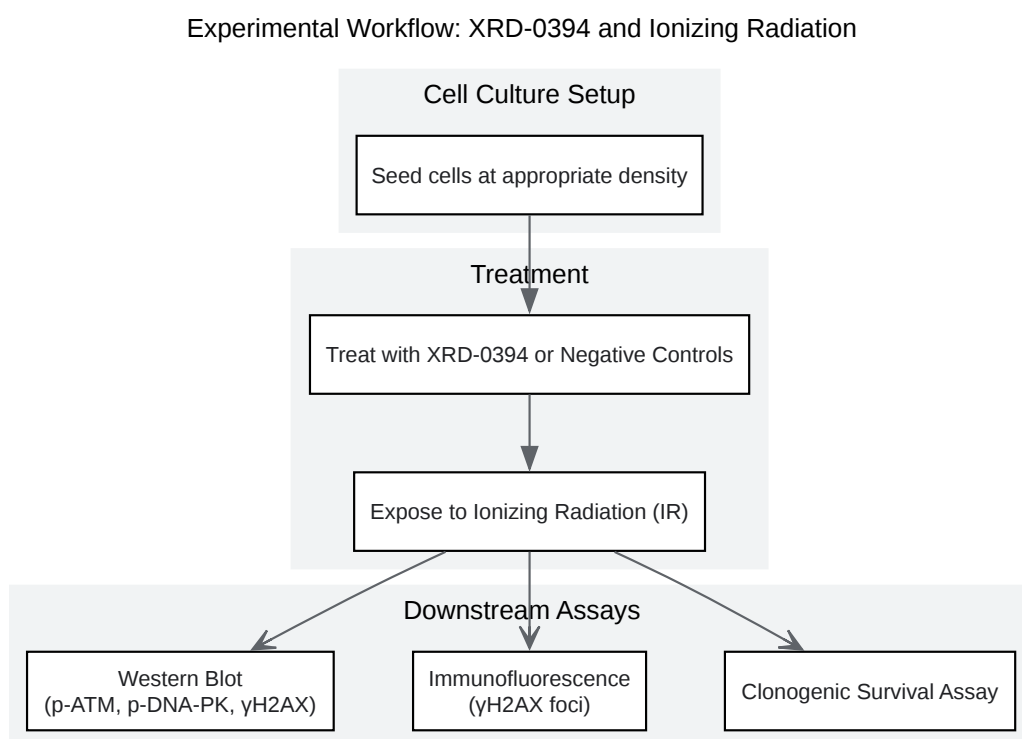 Experimental Workflow: XRD-0394 and Ionizing Radiation
Cell Culture Setup
Seed cells at appropriate density
Treatment
Treat with XRD-0394 or Negative Controls
Expose to Ionizing Radiation (IR)
Downstream Assays
Western Blot
(p-ATM, p-DNA-PK, γH2AX)
Immunofluorescence
(γH2AX foci)
Clonogenic Survival Assay